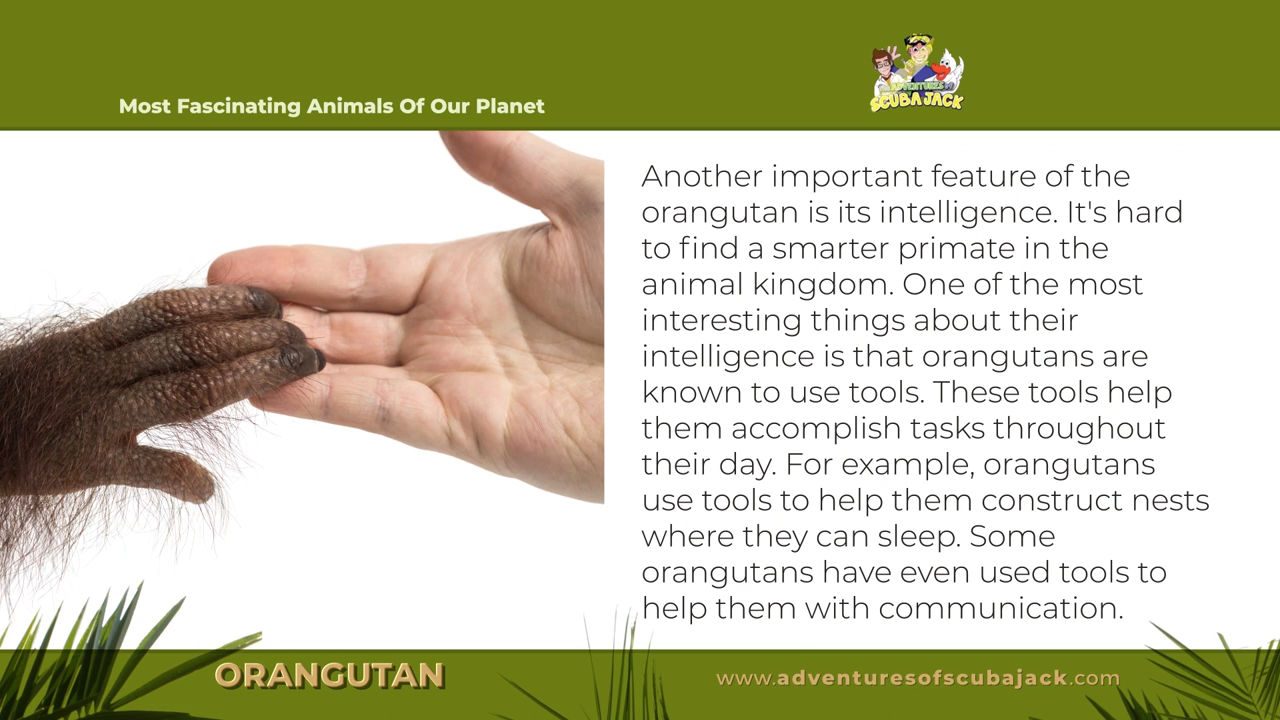 Most Fascinating Animals Of Our Planet
ADVENTURES OF
SCUBA JACK
Another important feature of the
orangutan is its intelligence. It's hard
to find a smarter primate in the
animal kingdom. One of the most
interesting things about their
intelligence is that orangutans are
known to use tools. These tools help
them accomplish tasks throughout
their day. For example, orangutans
use tools to help them construct nests
where they can sleep. Some
orangutans have even used tools to
help them with communication.
ORANGUTAN
www.adventuresofscubajack.com